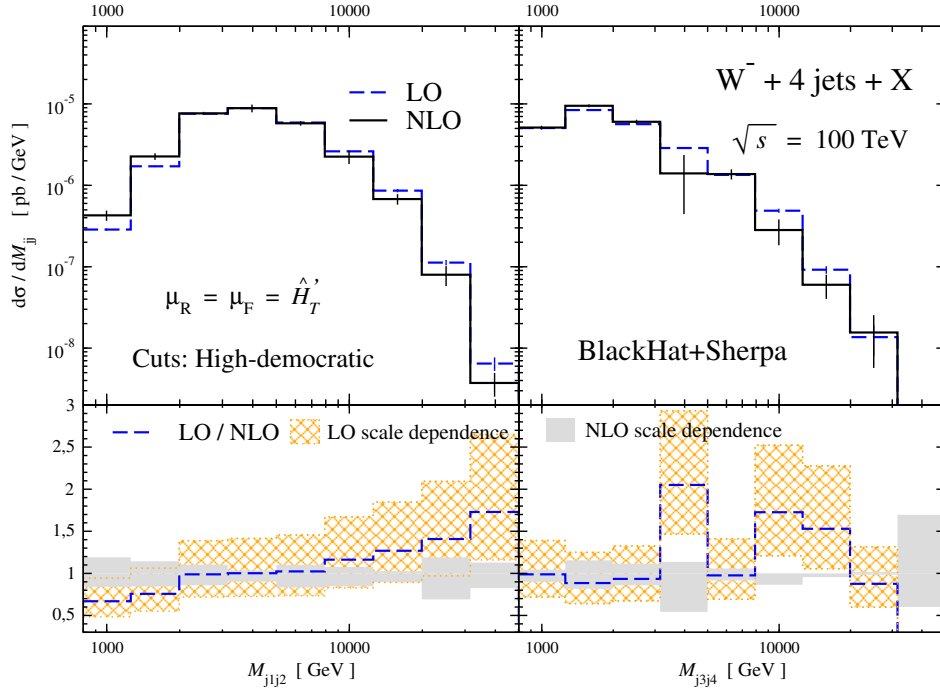 1000 10000 1000 10000
W⁻ + 4 jets + X
√s = 100 TeV
LO
NLO
dσ / dM_jj [ pb / GeV ]
10⁻⁵
10⁻⁶
10⁻⁷
10⁻⁸
μ_R = μ_F = Ĥ_T'
Cuts: High-democratic
BlackHat+Sherpa
3
2,5
2
1,5
1
0,5
LO / NLO LO scale dependence NLO scale dependence
1000 10000 1000 10000
M_j1j2 [ GeV ] M_j3j4 [ GeV ]